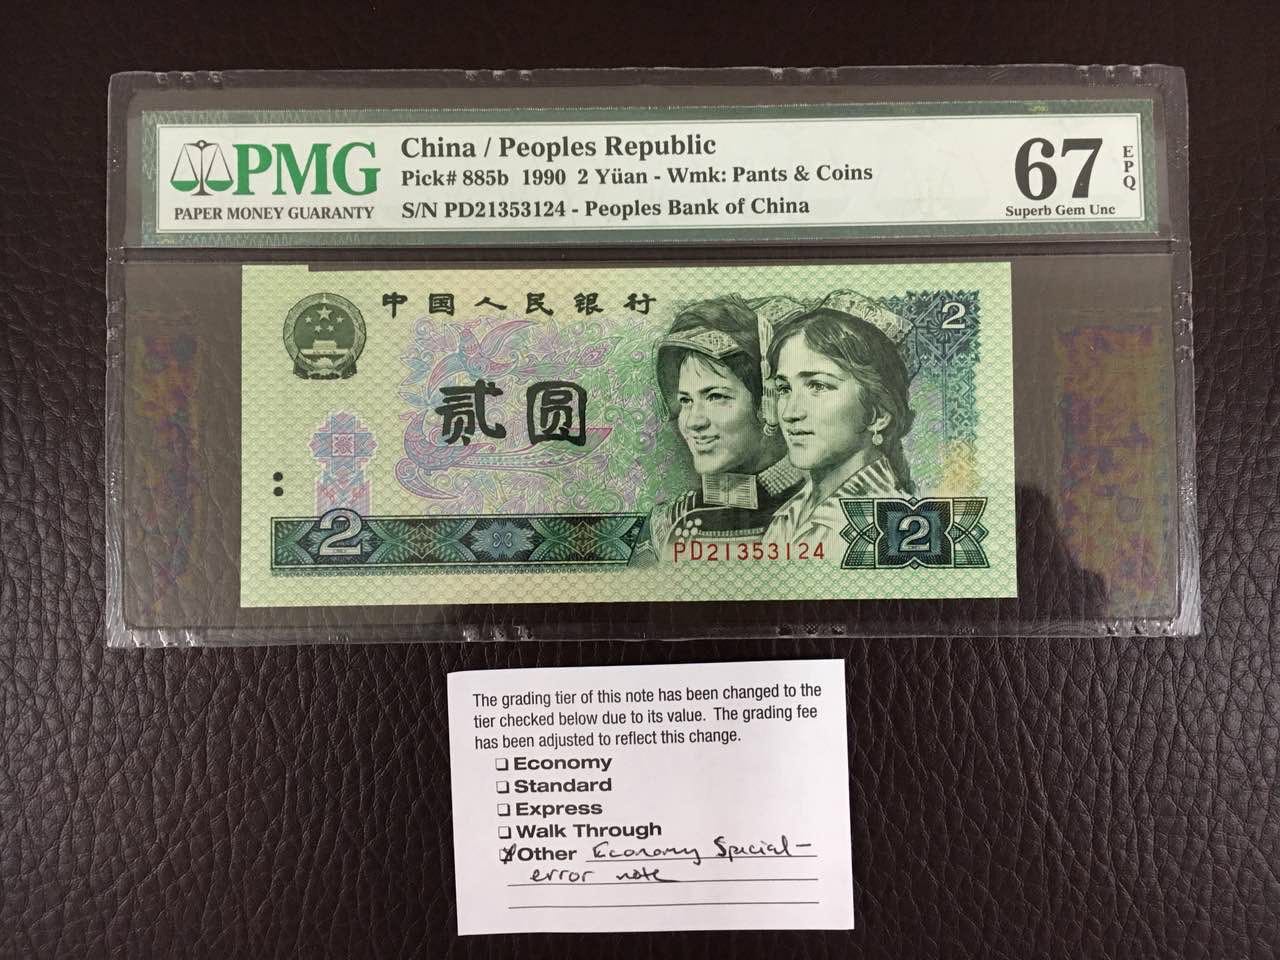 PMG
PAPER MONEY GUARANTY
China / Peoples Republic
Pick# 885b 1990 2 Yüan - Wmk: Pants & Coins
S/N PD21353124 - Peoples Bank of China
67
EPQ
Superb Gem Unc
中国人民银行
2
贰圆
2
PD21353124
2
The grading tier of this note has been changed to the
tier checked below due to its value. The grading fee
has been adjusted to reflect this change.
Economy
Standard
Express
Walk Through
Other Economy Special-
error note